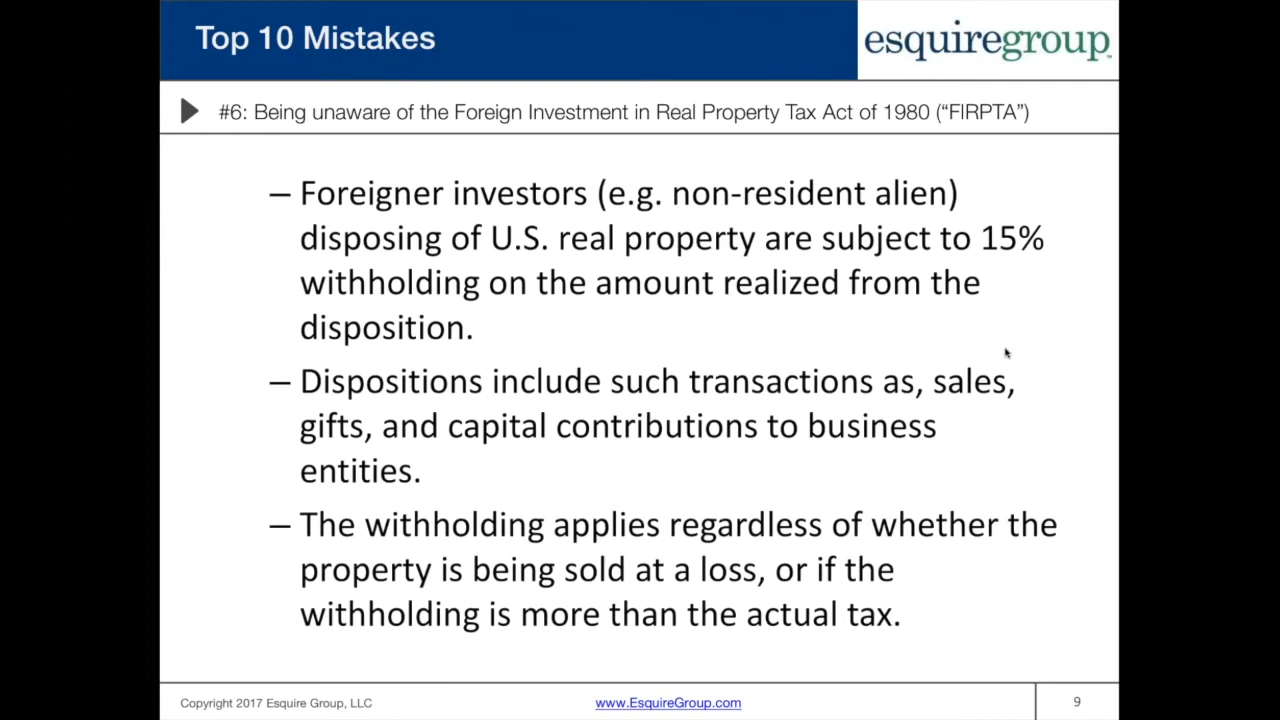 Top 10 Mistakes
esquiregroup™
#6: Being unaware of the Foreign Investment in Real Property Tax Act of 1980 (“FIRPTA”)
– Foreigner investors (e.g. non-resident alien)
disposing of U.S. real property are subject to 15%
withholding on the amount realized from the
disposition.
– Dispositions include such transactions as, sales,
gifts, and capital contributions to business
entities.
– The withholding applies regardless of whether the
property is being sold at a loss, or if the
withholding is more than the actual tax.
Copyright 2017 Esquire Group, LLC
www.EsquireGroup.com
9